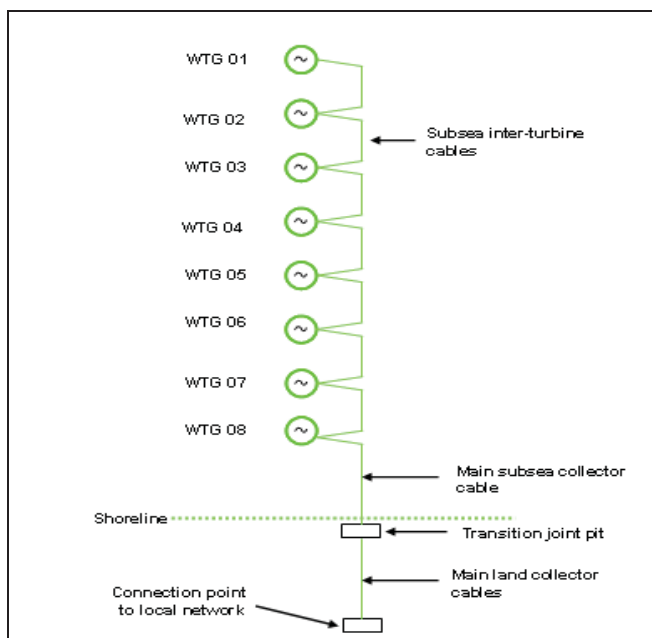 WTG 01
WTG 02
Subsea inter-turbine
cables
WTG 03
WTG 04
WTG 05
WTG 06
WTG 07
WTG 08
Main subsea collector
cable
Shoreline
Transition joint pit
Main land collector
cables
Connection point
to local network